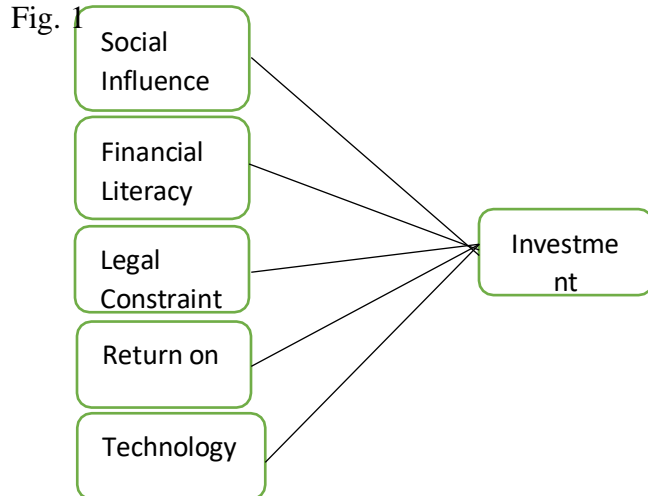 Fig. 1
Social
Influence
Financial
Literacy
Legal
Constraint
Return on
Technology
Investme
nt